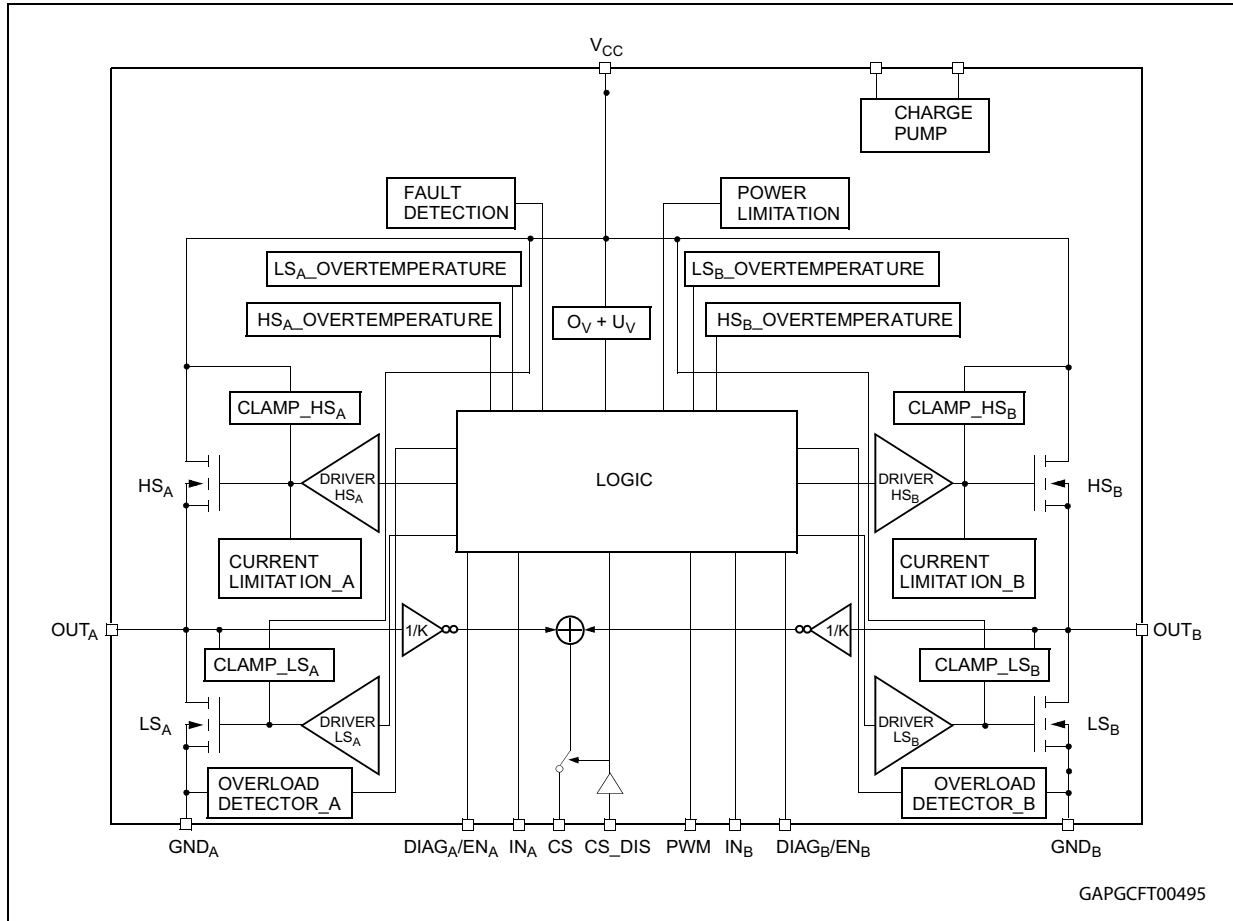 VCC
CHARGE
PUMP
FAULT
DETECTION
POWER
LIMITATION
LSA_OVERTEMPERATURE
LSB_OVERTEMPERATURE
HSA_OVERTEMPERATURE
OV + UV
HSB_OVERTEMPERATURE
CLAMP_HSA
CLAMP_HSB
HSA
DRIVER
HSA
LOGIC
DRIVER
HSB
HSB
CURRENT
LIMITATION_A
CURRENT
LIMITATION_B
OUTA
1/K
1/K
OUTB
CLAMP_LSA
CLAMP_LSB
LSA
DRIVER
LSA
DRIVER
LSB
LSB
OVERLOAD
DETECTOR_A
OVERLOAD
DETECTOR_B
GNDA
DIAGA/ENA
INA
CS
CS_DIS
PWM
INB
DIAGB/ENB
GNDB
GAPGCFT00495